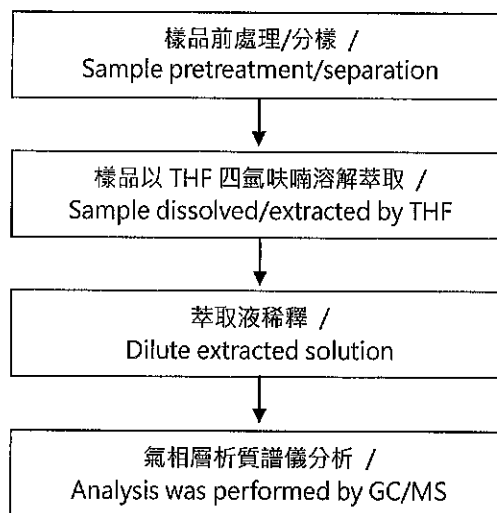 樣品前處理/分樣 /
Sample pretreatment/separation
樣品以 THF 四氫呋喃溶解萃取 /
Sample dissolved/extracted by THF
萃取液稀釋 /
Dilute extracted solution
氣相層析質譜儀分析 /
Analysis was performed by GC/MS